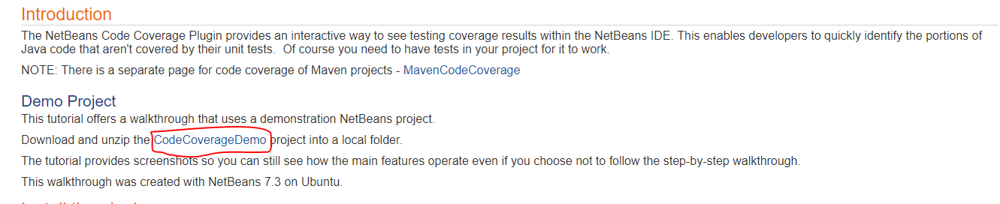 Introduction
The NetBeans Code Coverage Plugin provides an interactive way to see testing coverage results within the NetBeans IDE. This enables developers to quickly identify the portions of
Java code that aren't covered by their unit tests.  Of course you need to have tests in your project for it to work.
NOTE: There is a separate page for code coverage of Maven projects - MavenCodeCoverage
Demo Project
This tutorial offers a walkthrough that uses a demonstration NetBeans project.
Download and unzip the CodeCoverageDemo project into a local folder.
The tutorial provides screenshots so you can still see how the main features operate even if you choose not to follow the step-by-step walkthrough.
This walkthrough was created with NetBeans 7.3 on Ubuntu.